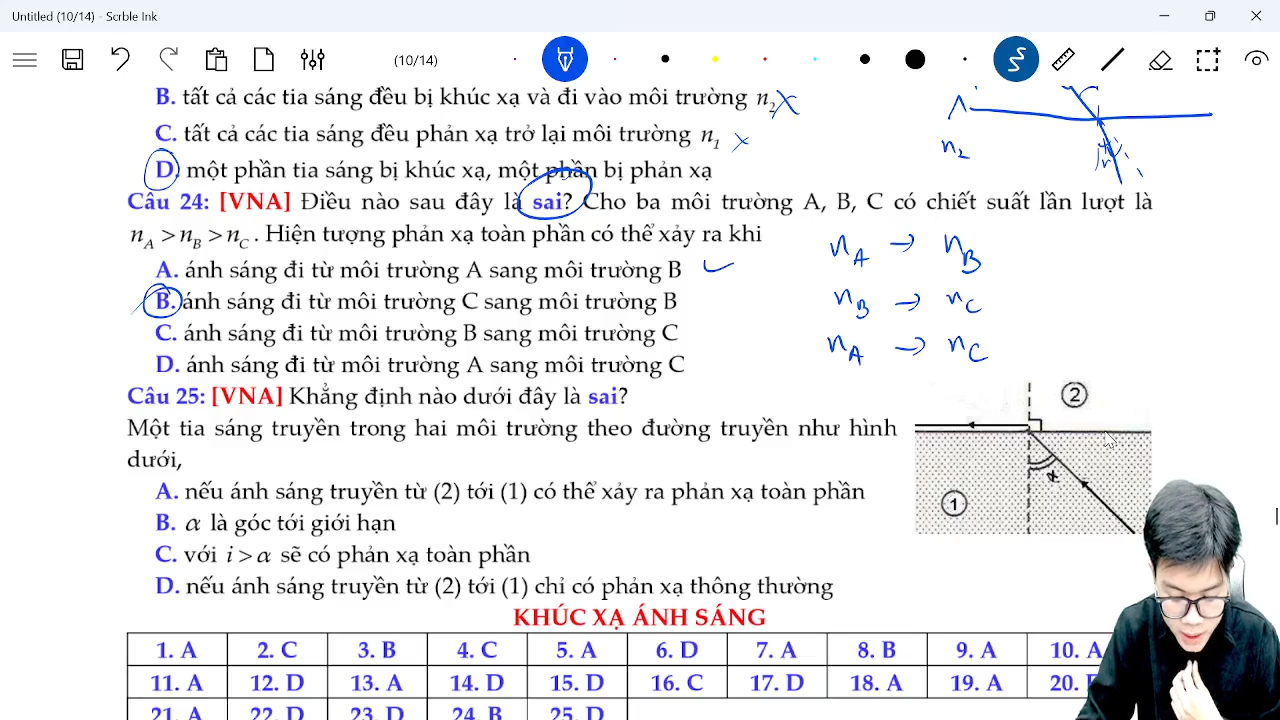 Untitled (10/14) - Scrble Ink
(10/14)
B. tất cả các tia sáng đều bị khúc xạ và đi vào môi trường n2
C. tất cả các tia sáng đều phản xạ trở lại môi trường n1
D. một phần tia sáng bị khúc xạ, một phần bị phản xạ
n2
r
Câu 24: [VNA] Điều nào sau đây là sai? Cho ba môi trường A, B, C có chiết suất lần lượt là
nA > nB > nC. Hiện tượng phản xạ toàn phần có thể xảy ra khi
A. ánh sáng đi từ môi trường A sang môi trường B
B. ánh sáng đi từ môi trường C sang môi trường B
C. ánh sáng đi từ môi trường B sang môi trường C
D. ánh sáng đi từ môi trường A sang môi trường C
nA → nB
nB → nC
nA → nC
Câu 25: [VNA] Khẳng định nào dưới đây là sai?
Một tia sáng truyền trong hai môi trường theo đường truyền như hình
dưới,
A. nếu ánh sáng truyền từ (2) tới (1) có thể xảy ra phản xạ toàn phần
B. α là góc tới giới hạn
C. với i > α sẽ có phản xạ toàn phần
D. nếu ánh sáng truyền từ (2) tới (1) chỉ có phản xạ thông thường
2
α
1
KHÚC XẠ ÁNH SÁNG
1. A 2. C 3. B 4. C 5. A 6. D 7. A 8. B 9. A 10. A
11. A 12. D 13. A 14. D 15. D 16. C 17. D 18. A 19. A 20.
21. A 22. D 23. D 24. B 25. D